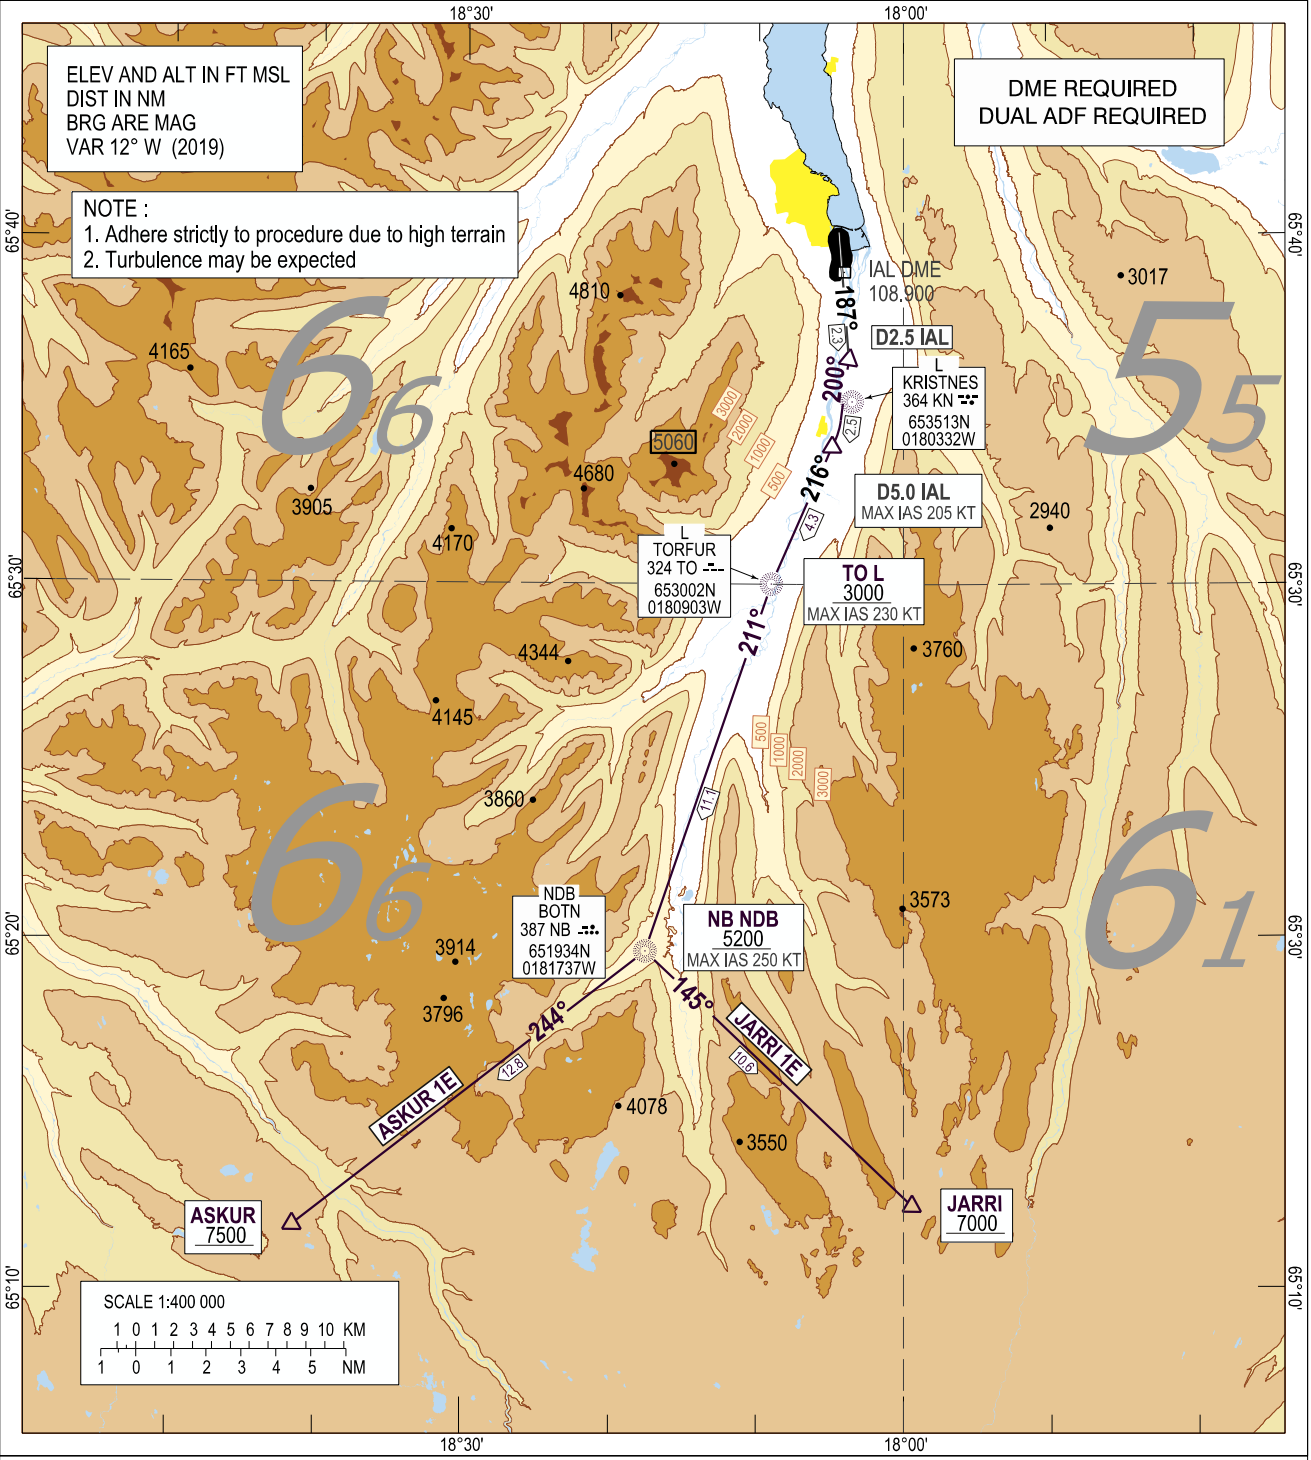 18°30'
18°00'
ELEV AND ALT IN FT MSL
DIST IN NM
BRG ARE MAG
VAR 12° W (2019)
DME REQUIRED
DUAL ADF REQUIRED
NOTE :
1. Adhere strictly to procedure due to high terrain
2. Turbulence may be expected
65°40'
65°40'
4810
3017
IAL DME
108.900
187°
2.3
D2.5 IAL
4165
66
55
200°
L
KRISTNES
364 KN
653513N
0180332W
2.5
3000
2000
1000
500
5060
4680
3905
216°
D5.0 IAL
MAX IAS 205 KT
4.3
2940
4170
L
TORFUR
324 TO
653002N
0180903W
TO L
3000
MAX IAS 230 KT
65°30'
65°30'
211°
4344
3760
4145
500
1000
2000
3000
3860
11.1
66
61
NDB
BOTN
387 NB
651934N
0181737W
NB NDB
5200
MAX IAS 250 KT
3573
65°20'
65°30'
3914
3796
244°
145°
12.8
JARRI 1E
10.6
ASKUR 1E
4078
3550
ASKUR
7500
JARRI
7000
65°10'
65°10'
SCALE 1:400 000
1 0 1 2 3 4 5 6 7 8 9 10 KM
1 0 1 2 3 4 5 NM
18°30'
18°00'